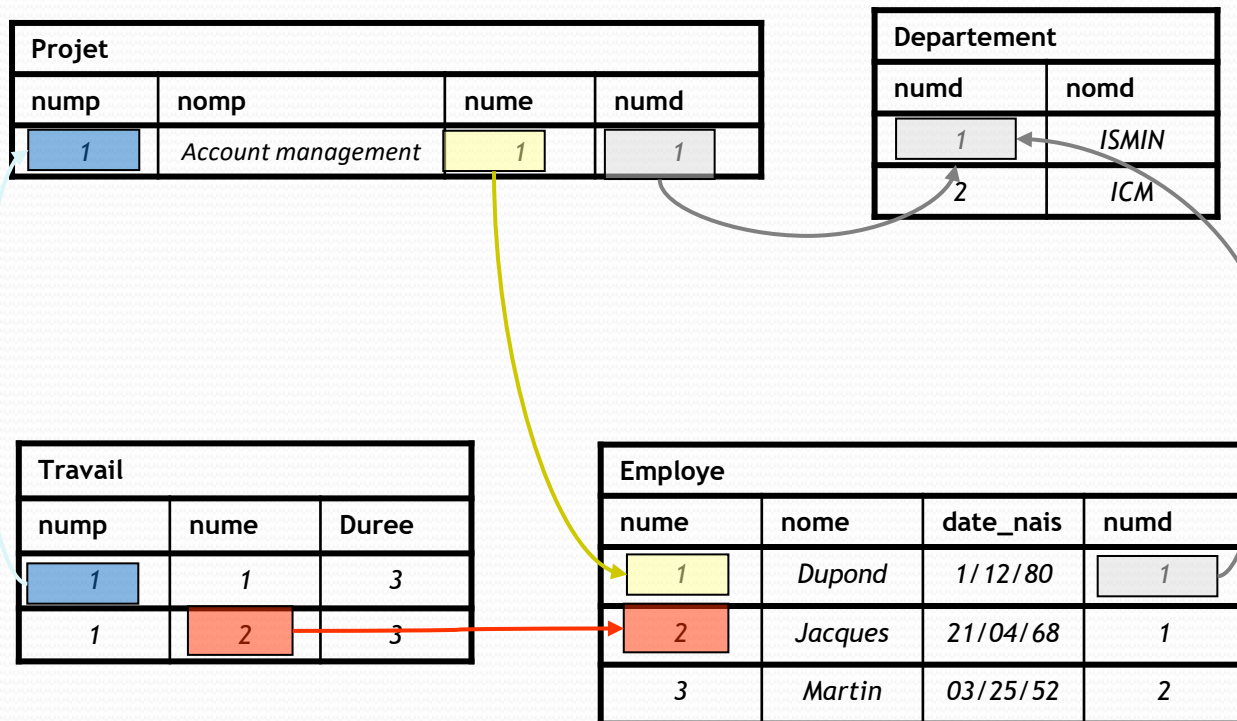 Projet
nump nomp nume numd
1 Account management 1 1
Departement
numd nomd
1 ISMIN
2 ICM
Travail
nump nume Duree
1 1 3
1 2 3
Employe
nume nome date_nais numd
1 Dupond 1/12/80 1
2 Jacques 21/04/68 1
3 Martin 03/25/52 2